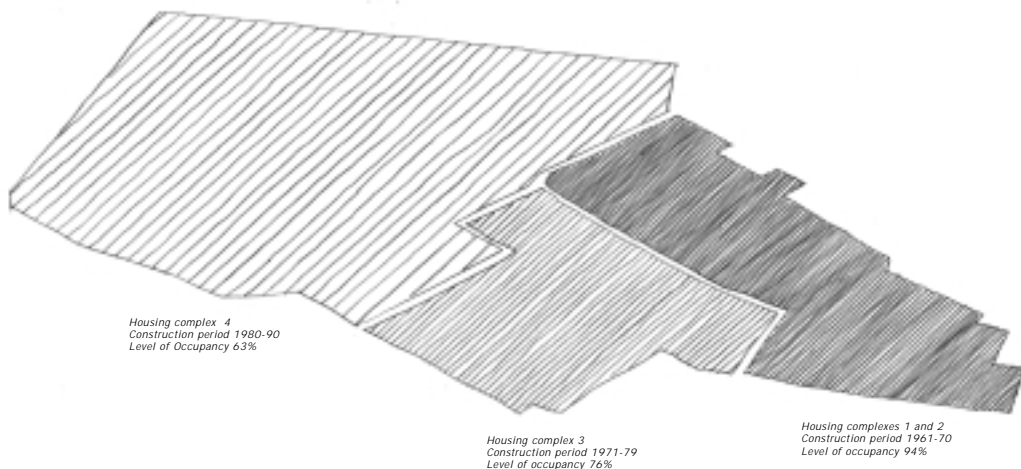 Housing complex 4
Construction period 1980-90
Level of Occupancy 63%
Housing complex 3
Construction period 1971-79
Level of occupancy 76%
Housing complexes 1 and 2
Construction period 1961-70
Level of occupancy 94%